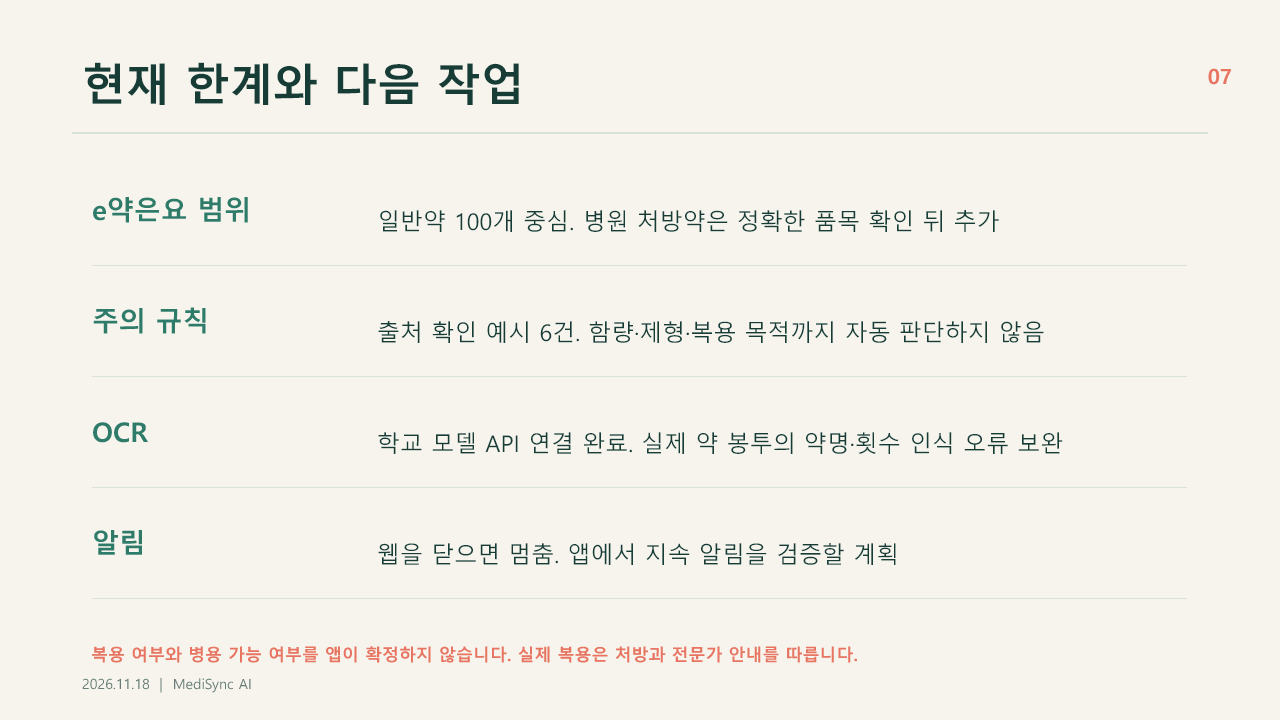 현재 한계와 다음 작업
07
e약은요 범위
일반약 100개 중심. 병원 처방약은 정확한 품목 확인 뒤 추가
주의 규칙
출처 확인 예시 6건. 함량·제형·복용 목적까지 자동 판단하지 않음
OCR
학교 모델 API 연결 완료. 실제 약 봉투의 약명·횟수 인식 오류 보완
알림
웹을 닫으면 멈춤. 앱에서 지속 알림을 검증할 계획
복용 여부와 병용 가능 여부를 앱이 확정하지 않습니다. 실제 복용은 처방과 전문가 안내를 따릅니다.
2026.11.18 | MediSync AI